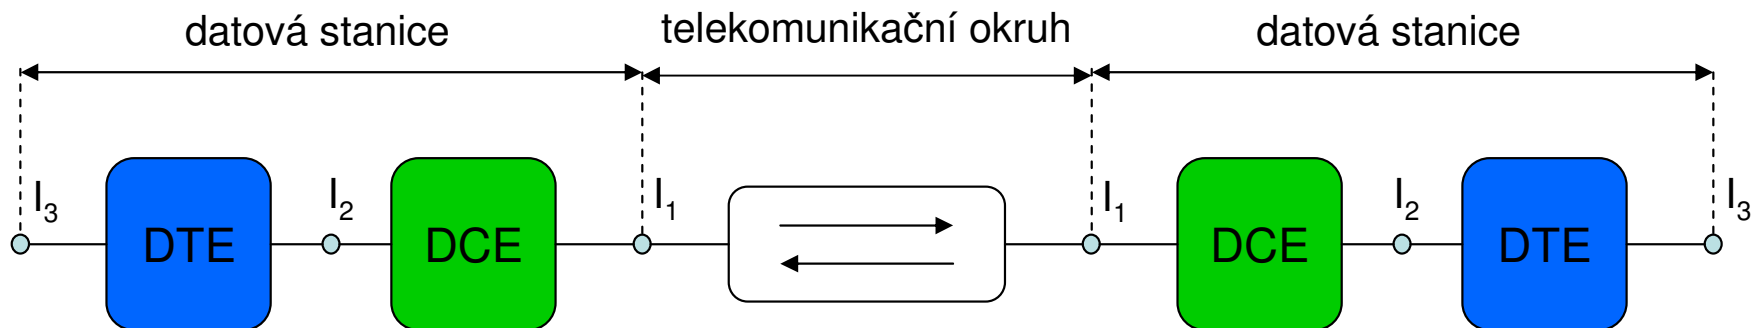 datová stanice telekomunikační okruh datová stanice
I₃ DTE I₂ DCE I₁ I₁ DCE I₂ DTE I₃